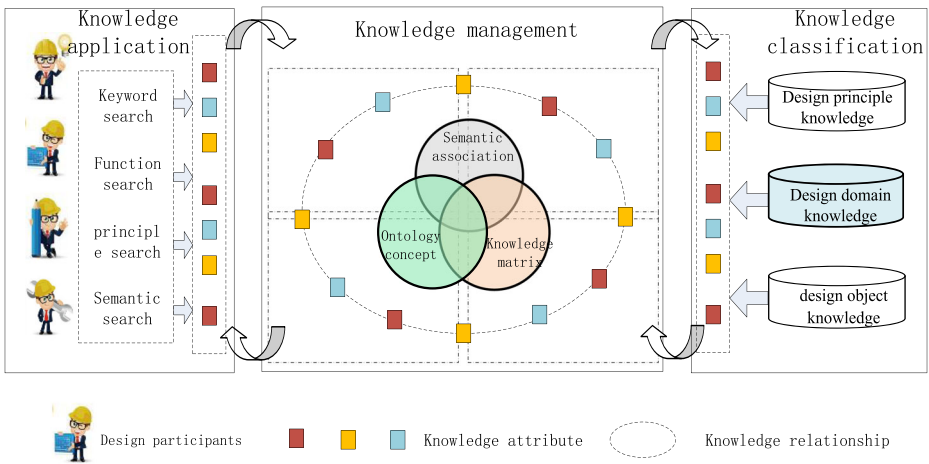 Knowledge
application
Keyword
search
Function
search
principl
e search
Semantic
search
Knowledge management
Semantic
association
Ontology
concept
Knowledge
matrix
Knowledge
classification
Design principle
knowledge
Design domain
knowledge
design object
knowledge
Design participants
Knowledge attribute
Knowledge relationship